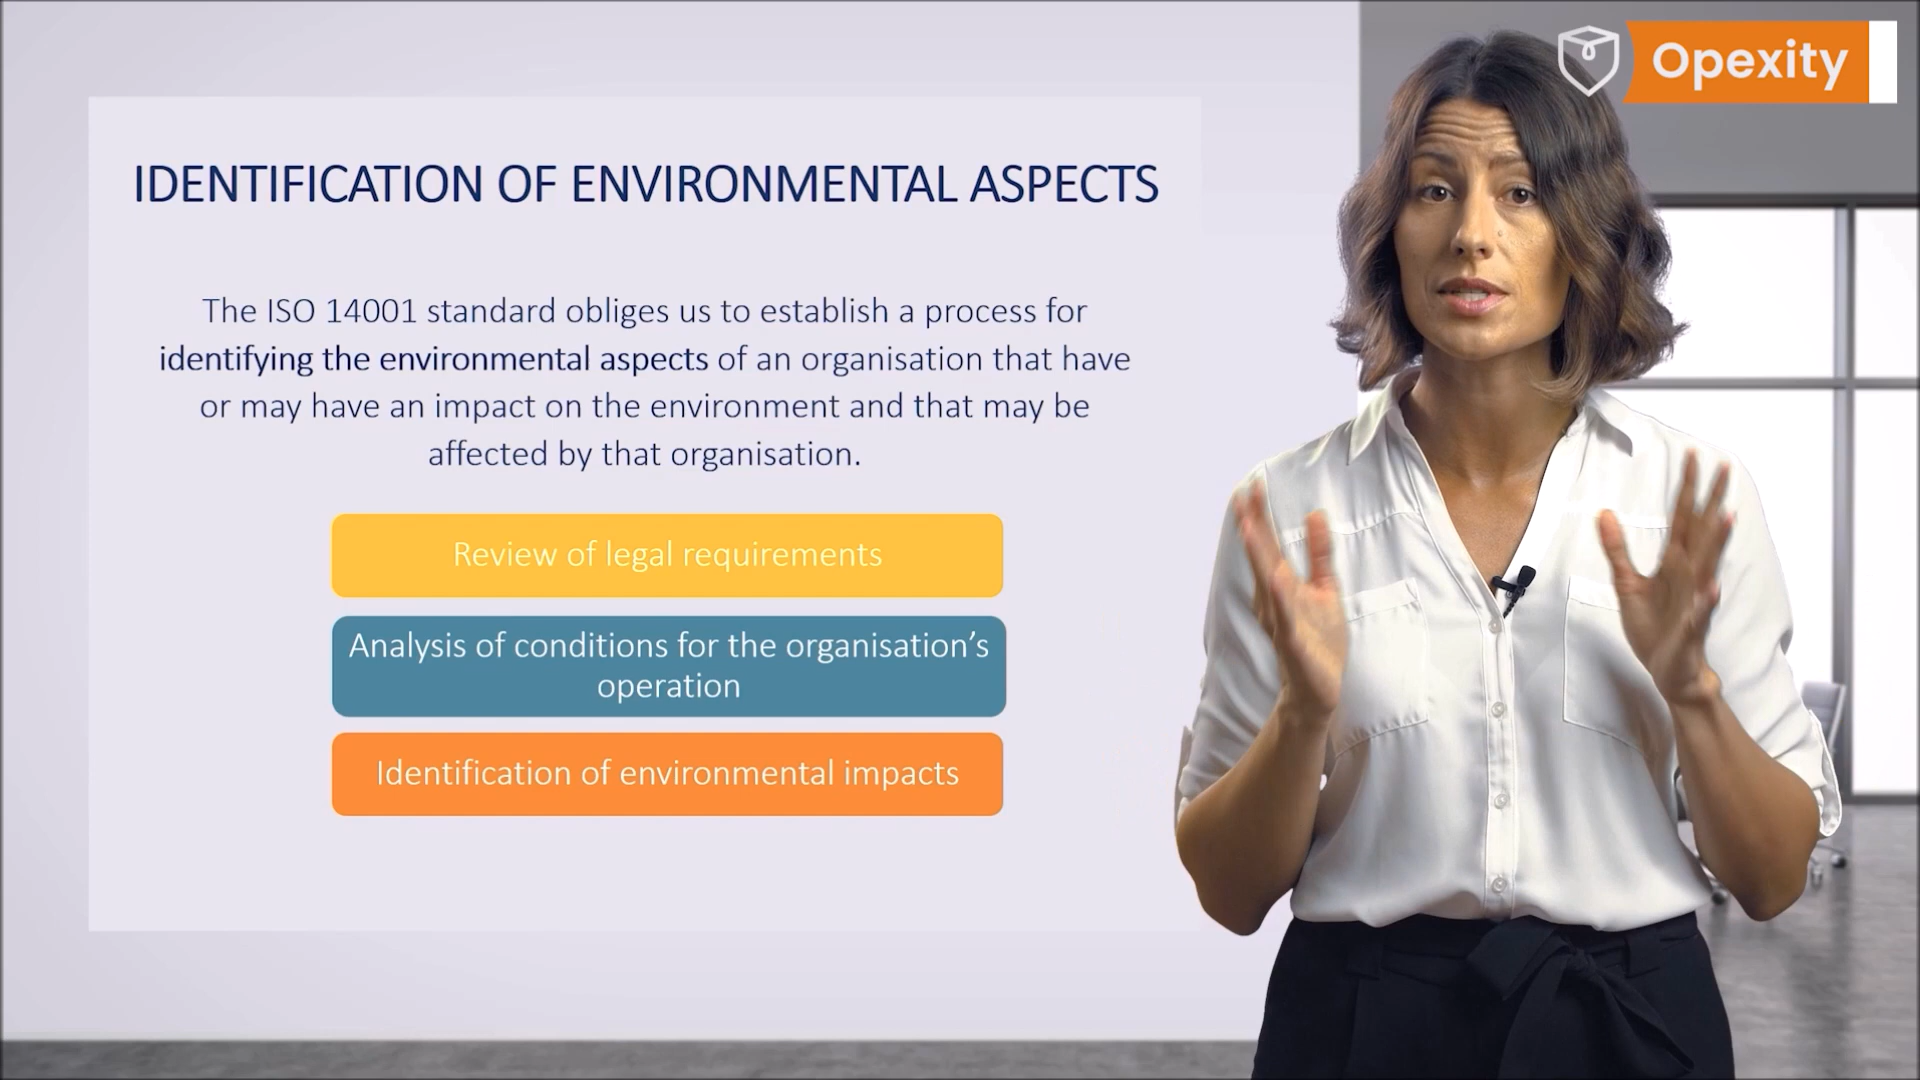 Opexity
IDENTIFICATION OF ENVIRONMENTAL ASPECTS
The ISO 14001 standard obliges us to establish a process for
identifying the environmental aspects of an organisation that have
or may have an impact on the environment and that may be
affected by that organisation.
Review of legal requirements
Analysis of conditions for the organisation's
operation
Identification of environmental impacts